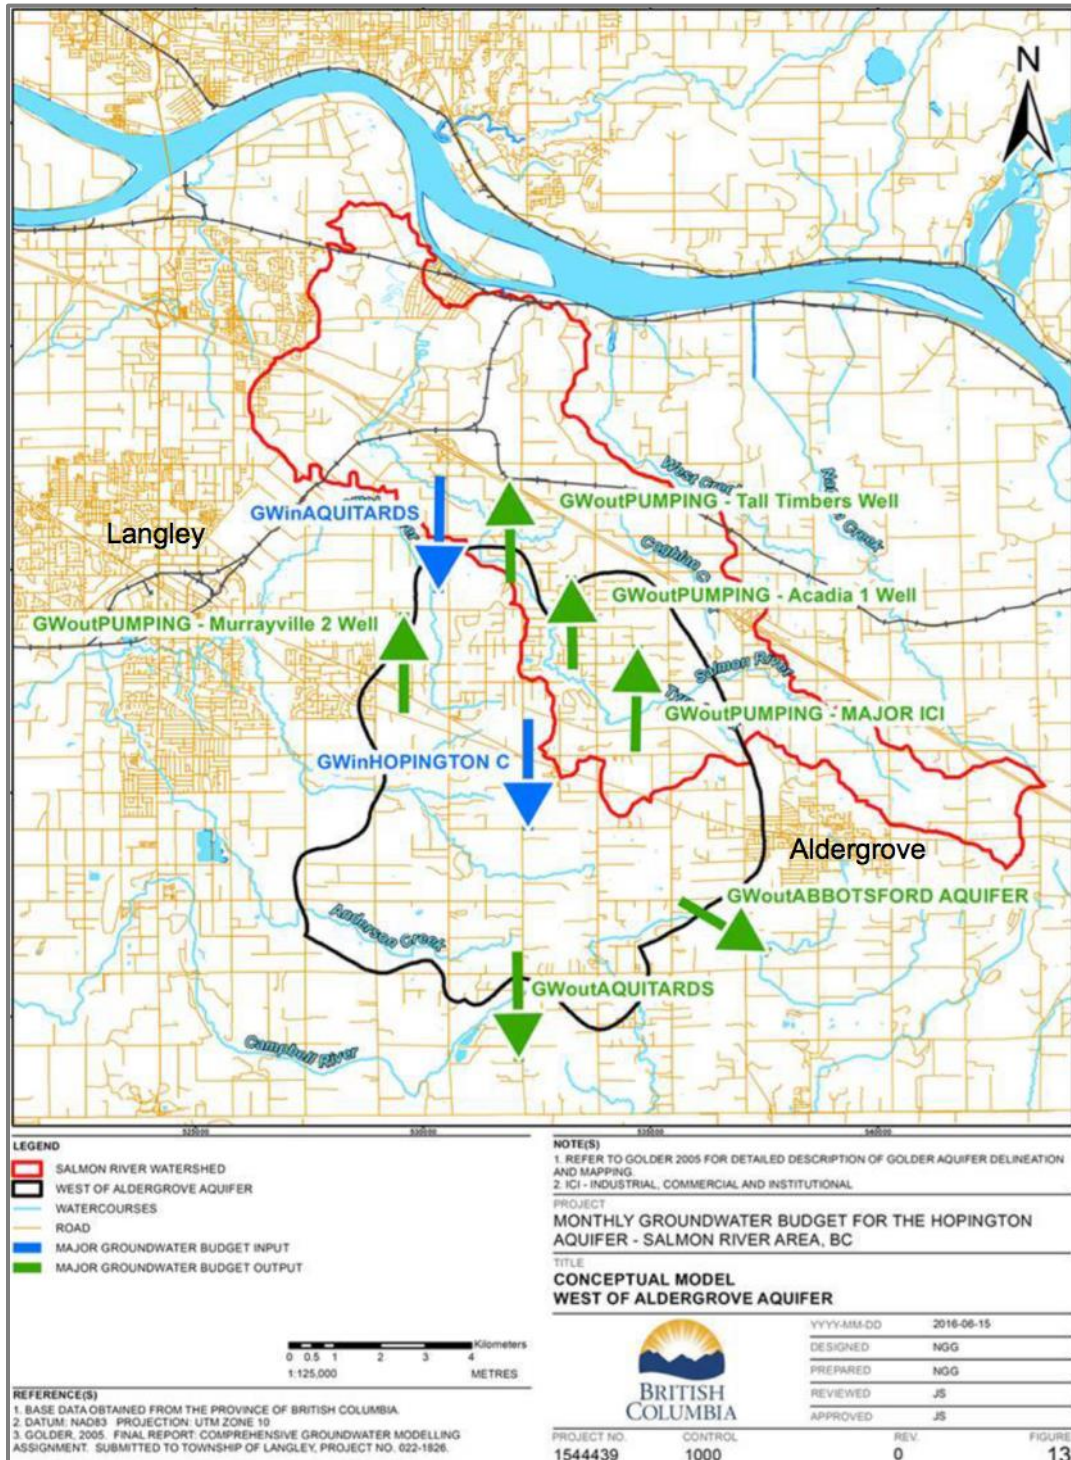 N
West Creek
GWoutPUMPING - Tall Timbers Well
GWinAQUITARDS
Langley
Creek
GWoutPUMPING - Acadia 1 Well
GWoutPUMPING - Murrayville 2 Well
Salmon River
GWoutPUMPING - MAJOR ICI
GWinHOPINGTON C
Aldergrove
GWoutABBOTSFORD AQUIFER
Anderson Creek
GWoutAQUITARDS
Campbell River
525000 530000 535000 540000
LEGEND
SALMON RIVER WATERSHED
WEST OF ALDERGROVE AQUIFER
WATERCOURSES
ROAD
MAJOR GROUNDWATER BUDGET INPUT
MAJOR GROUNDWATER BUDGET OUTPUT
0 0.5 1 2 3 4 Kilometers
1:125,000 METRES
REFERENCE(S)
1. BASE DATA OBTAINED FROM THE PROVINCE OF BRITISH COLUMBIA.
2. DATUM: NAD83 PROJECTION: UTM ZONE 10
3. GOLDER, 2005. FINAL REPORT: COMPREHENSIVE GROUNDWATER MODELLING
ASSIGNMENT. SUBMITTED TO TOWNSHIP OF LANGLEY, PROJECT NO. 022-1826.
NOTE(S)
1. REFER TO GOLDER 2005 FOR DETAILED DESCRIPTION OF GOLDER AQUIFER DELINEATION
AND MAPPING.
2. ICI - INDUSTRIAL, COMMERCIAL AND INSTITUTIONAL
PROJECT
MONTHLY GROUNDWATER BUDGET FOR THE HOPINGTON
AQUIFER - SALMON RIVER AREA, BC
TITLE
CONCEPTUAL MODEL
WEST OF ALDERGROVE AQUIFER
BRITISH
COLUMBIA
YYYY-MM-DD 2016-06-15
DESIGNED NGG
PREPARED NGG
REVIEWED JS
APPROVED JS
PROJECT NO. CONTROL REV. FIGURE
1544439 1000 0 13